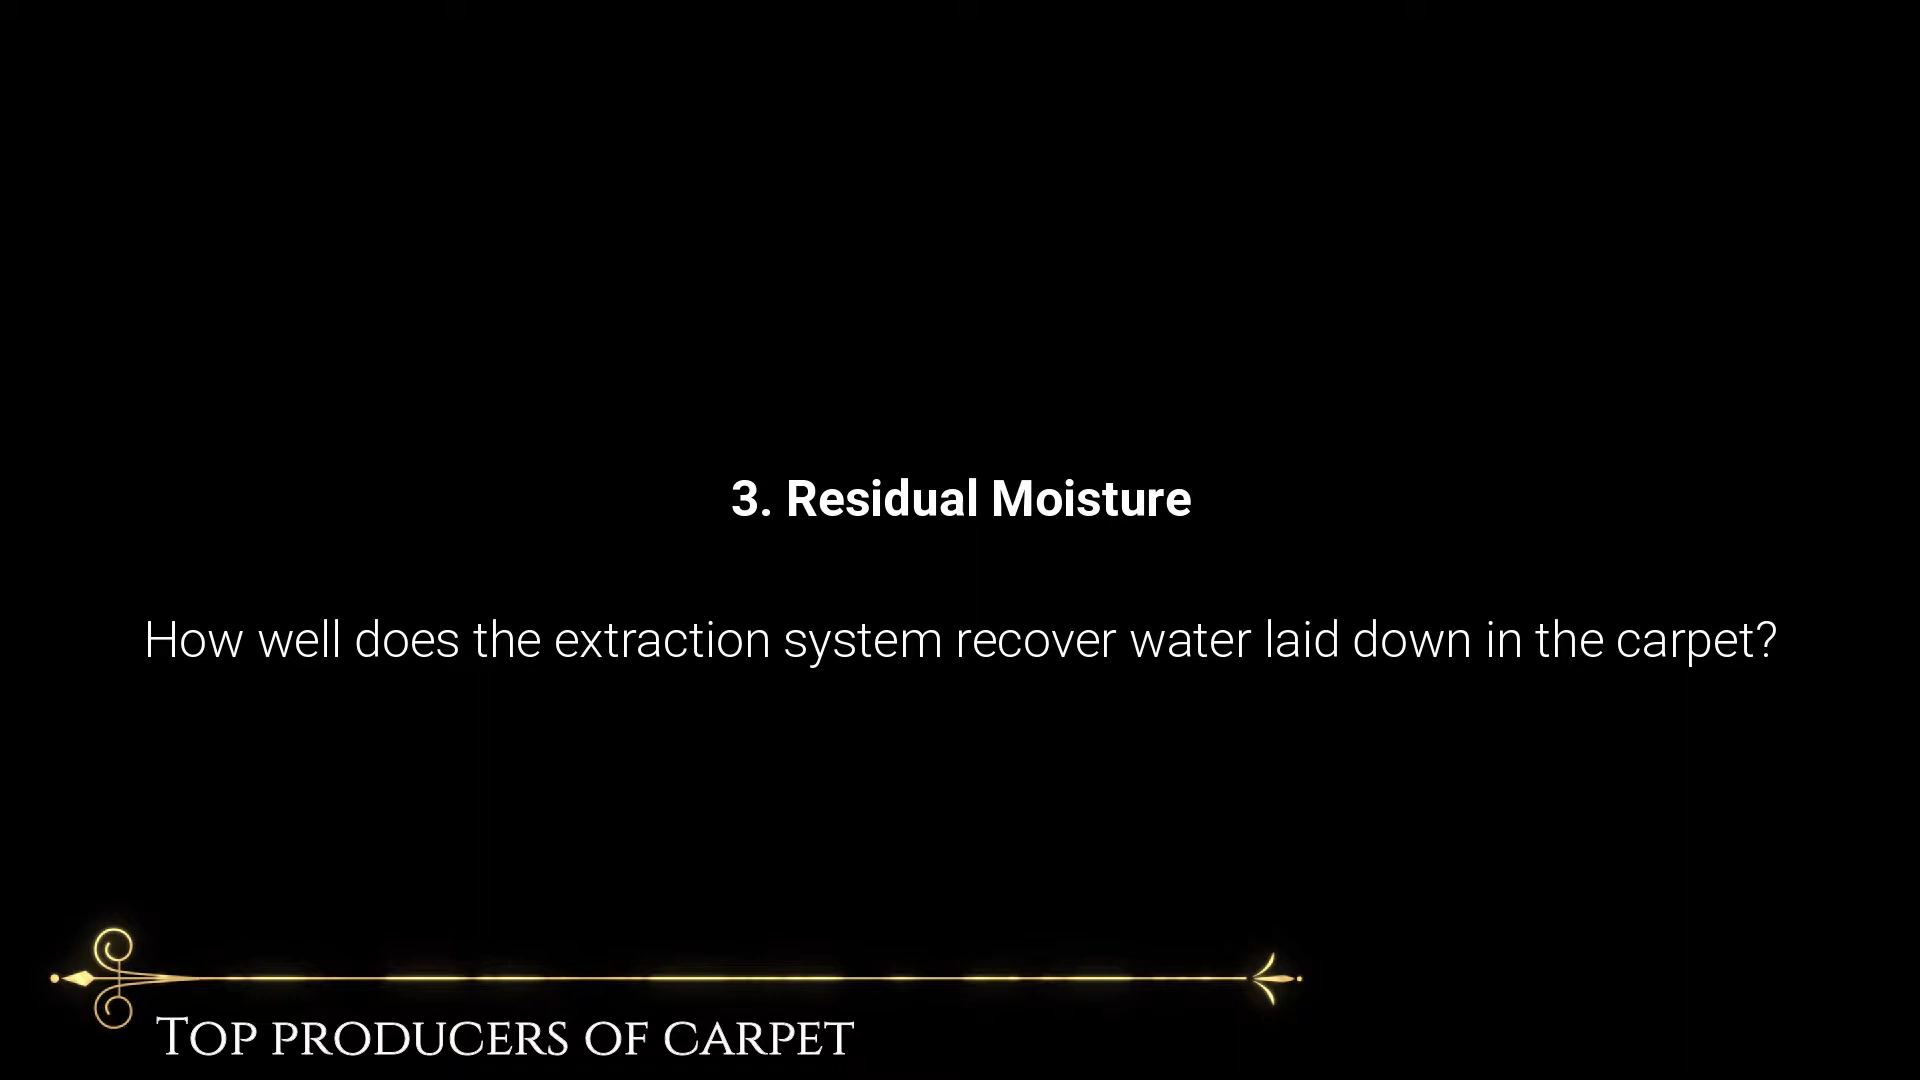 3. Residual Moisture
How well does the extraction system recover water laid down in the carpet?
Top producers of carpet